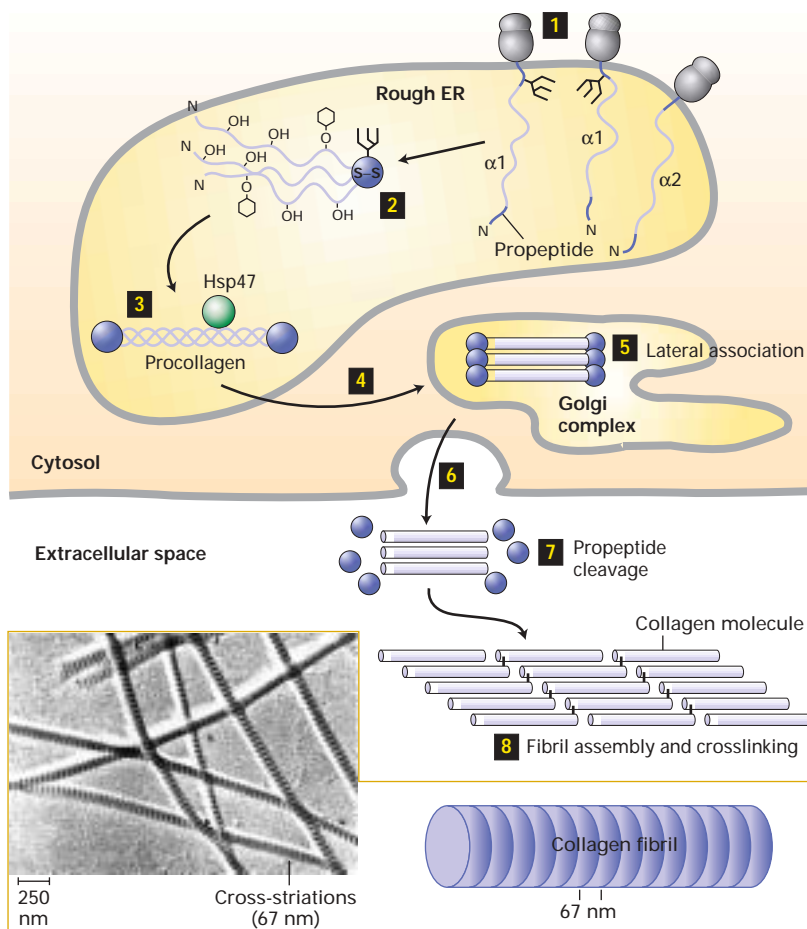 1
Rough ER
N
OH
O
OH
N
OH
O
N
S–S
OH
OH
2
α1
α1
α2
N
N
N
Propeptide
3
Hsp47
Procollagen
4
5 Lateral association
Golgi
complex
Cytosol
6
Extracellular space
7 Propeptide
cleavage
Collagen molecule
8 Fibril assembly and crosslinking
250
nm
Cross-striations
(67 nm)
Collagen fibril
67 nm